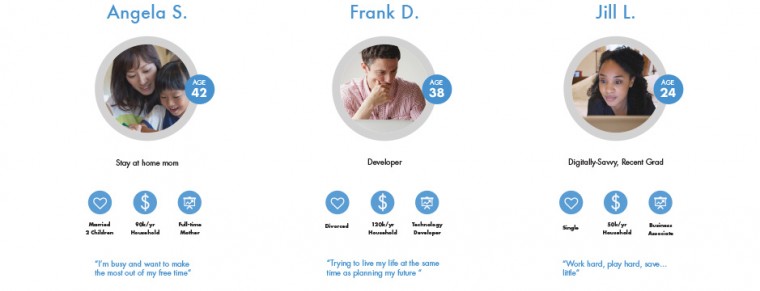 Angela S.
AGE
42
Stay at home mom
Married
2 Children
90k/yr
Household
Full-time
Mother
"I'm busy and want to make
the most out of my free time"
Frank D.
AGE
38
Developer
Divorced
120k/yr
Household
Technology
Developer
"Trying to live my life at the same
time as planning my future "
Jill L.
AGE
24
Digitally-Savvy, Recent Grad
Single
50k/yr
Household
Business
Associate
"Work hard, play hard, save...
little"